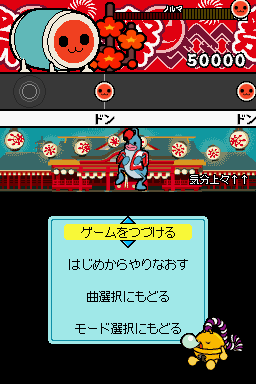 ノルマ
50000
ドン
ドン
気分上々↑↑
ゲームをつづける
はじめからやりなおす
曲選択にもどる
モード選択にもどる